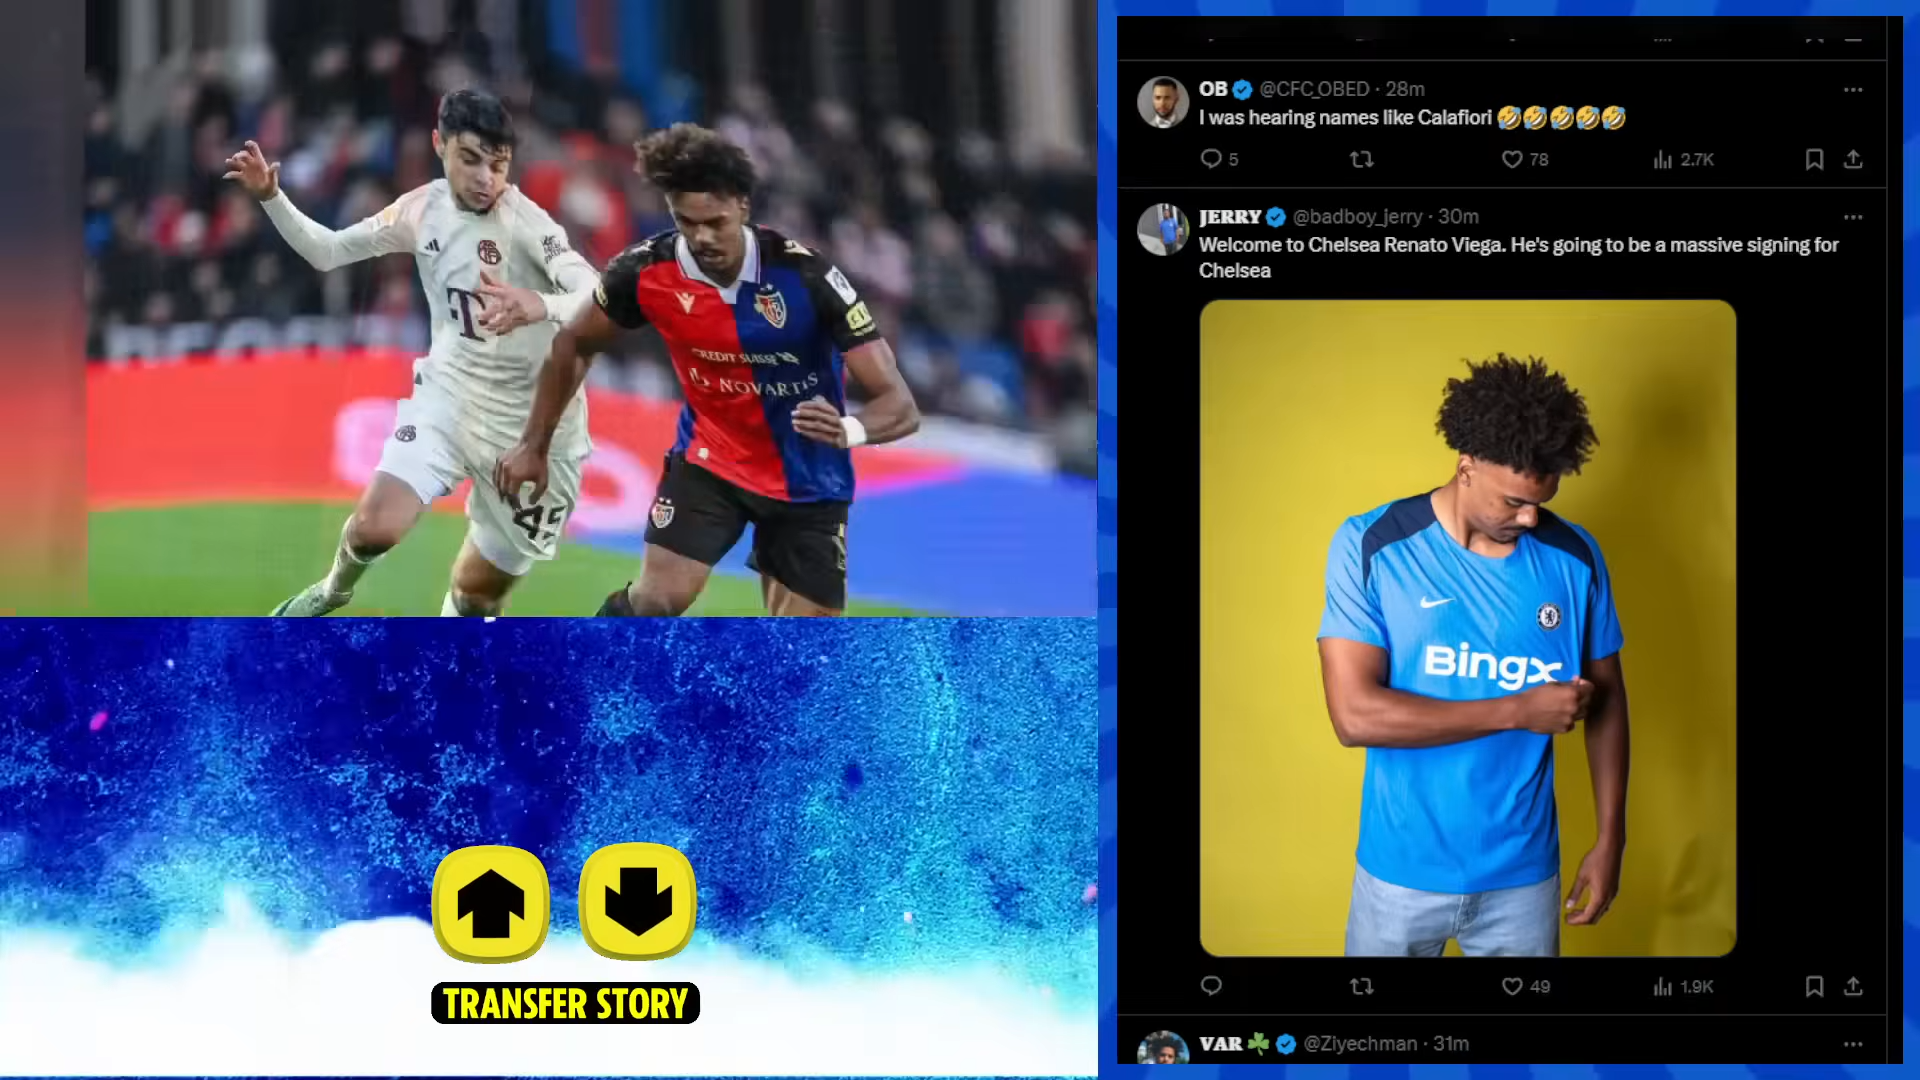 CREDIT SUISSE
NOVARTIS
T
45
TRANSFER STORY
OB @CFC_OBED · 28m
I was hearing names like Calafiori 🤣🤣🤣🤣🤣
5 78 2.7K
JERRY @badboy_jerry · 30m
Welcome to Chelsea Renato Viega. He's going to be a massive signing for
Chelsea
BingX
49 1.9K
VAR ☘️ @Ziyechman · 31m